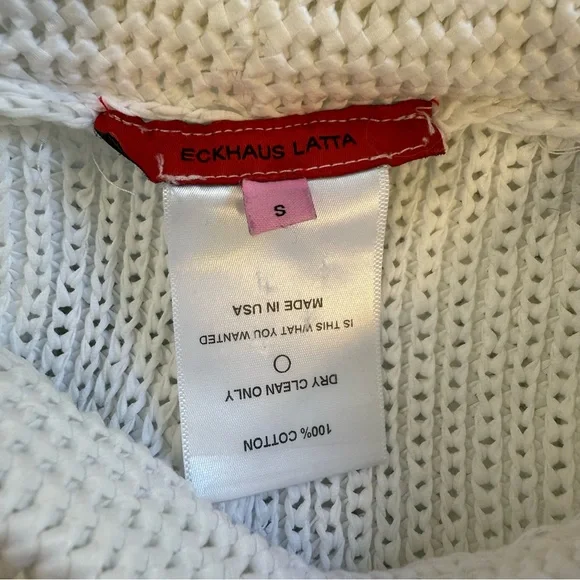 ECKHAUS LATTA
S
100% COTTON
DRY CLEAN ONLY
IS THIS WHAT YOU WANTED
MADE IN USA